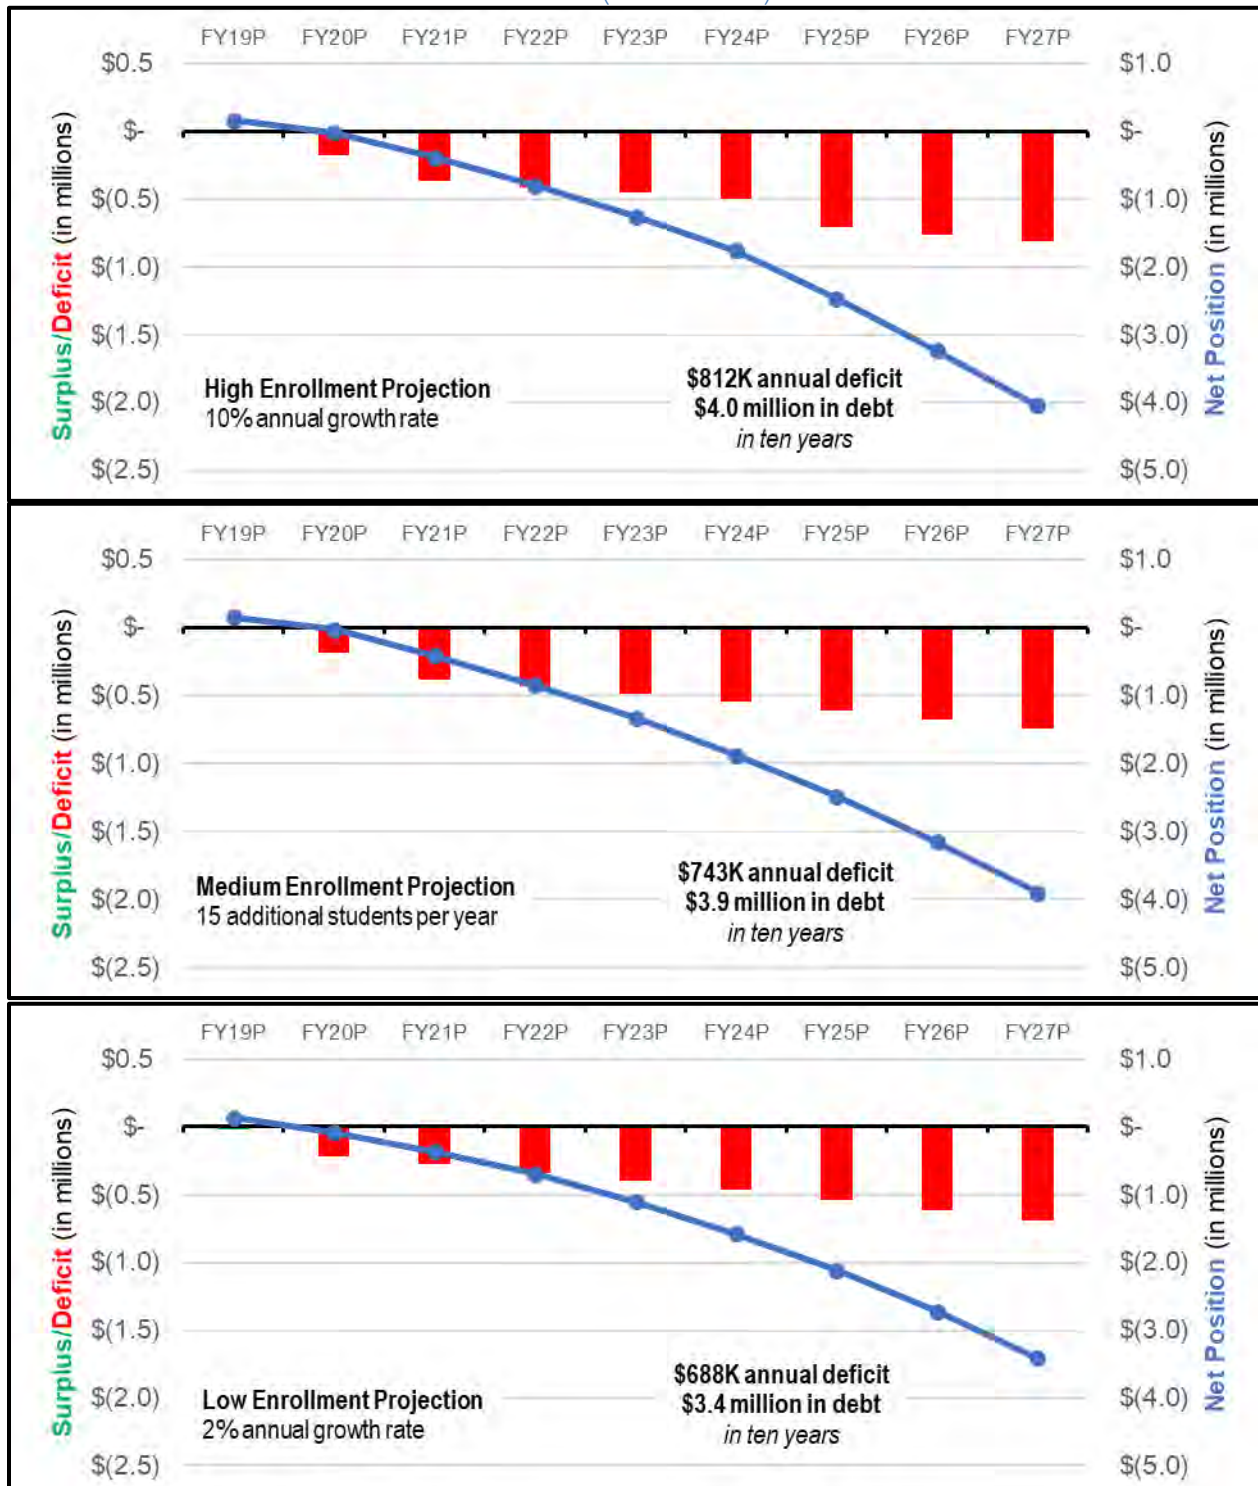 FY19P FY20P FY21P FY22P FY23P FY24P FY25P FY26P FY27P
$0.5 $1.0
$- $-
$(0.5) $(1.0)
$(1.0) $(2.0)
$(1.5) $(3.0)
$(2.0) $(4.0)
$(2.5) $(5.0)
Surplus/Deficit (in millions)
Net Position (in millions)
High Enrollment Projection
10% annual growth rate
$812K annual deficit
$4.0 million in debt
in ten years
FY19P FY20P FY21P FY22P FY23P FY24P FY25P FY26P FY27P
$0.5 $1.0
$- $-
$(0.5) $(1.0)
$(1.0) $(2.0)
$(1.5) $(3.0)
$(2.0) $(4.0)
$(2.5) $(5.0)
Surplus/Deficit (in millions)
Net Position (in millions)
Medium Enrollment Projection
15 additional students per year
$743K annual deficit
$3.9 million in debt
in ten years
FY19P FY20P FY21P FY22P FY23P FY24P FY25P FY26P FY27P
$0.5 $1.0
$- $-
$(0.5) $(1.0)
$(1.0) $(2.0)
$(1.5) $(3.0)
$(2.0) $(4.0)
$(2.5) $(5.0)
Surplus/Deficit (in millions)
Net Position (in millions)
Low Enrollment Projection
2% annual growth rate
$688K annual deficit
$3.4 million in debt
in ten years